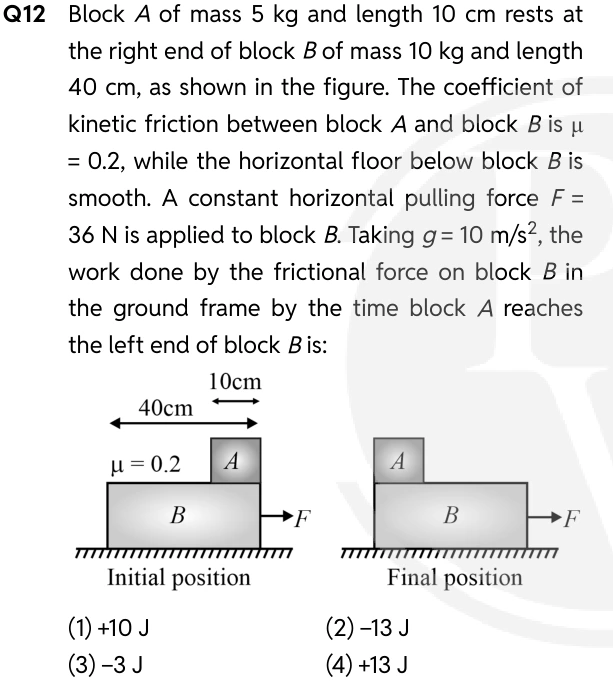 Q12 Block A of mass 5 kg and length 10 cm rests at
the right end of block B of mass 10 kg and length
40 cm, as shown in the figure. The coefficient of
kinetic friction between block A and block B is μ
= 0.2, while the horizontal floor below block B is
smooth. A constant horizontal pulling force F =
36 N is applied to block B. Taking g = 10 m/s², the
work done by the frictional force on block B in
the ground frame by the time block A reaches
the left end of block B is:
10cm
40cm
μ = 0.2 A A
B F B F
Initial position Final position
(1) +10 J (2) –13 J
(3) –3 J (4) +13 J